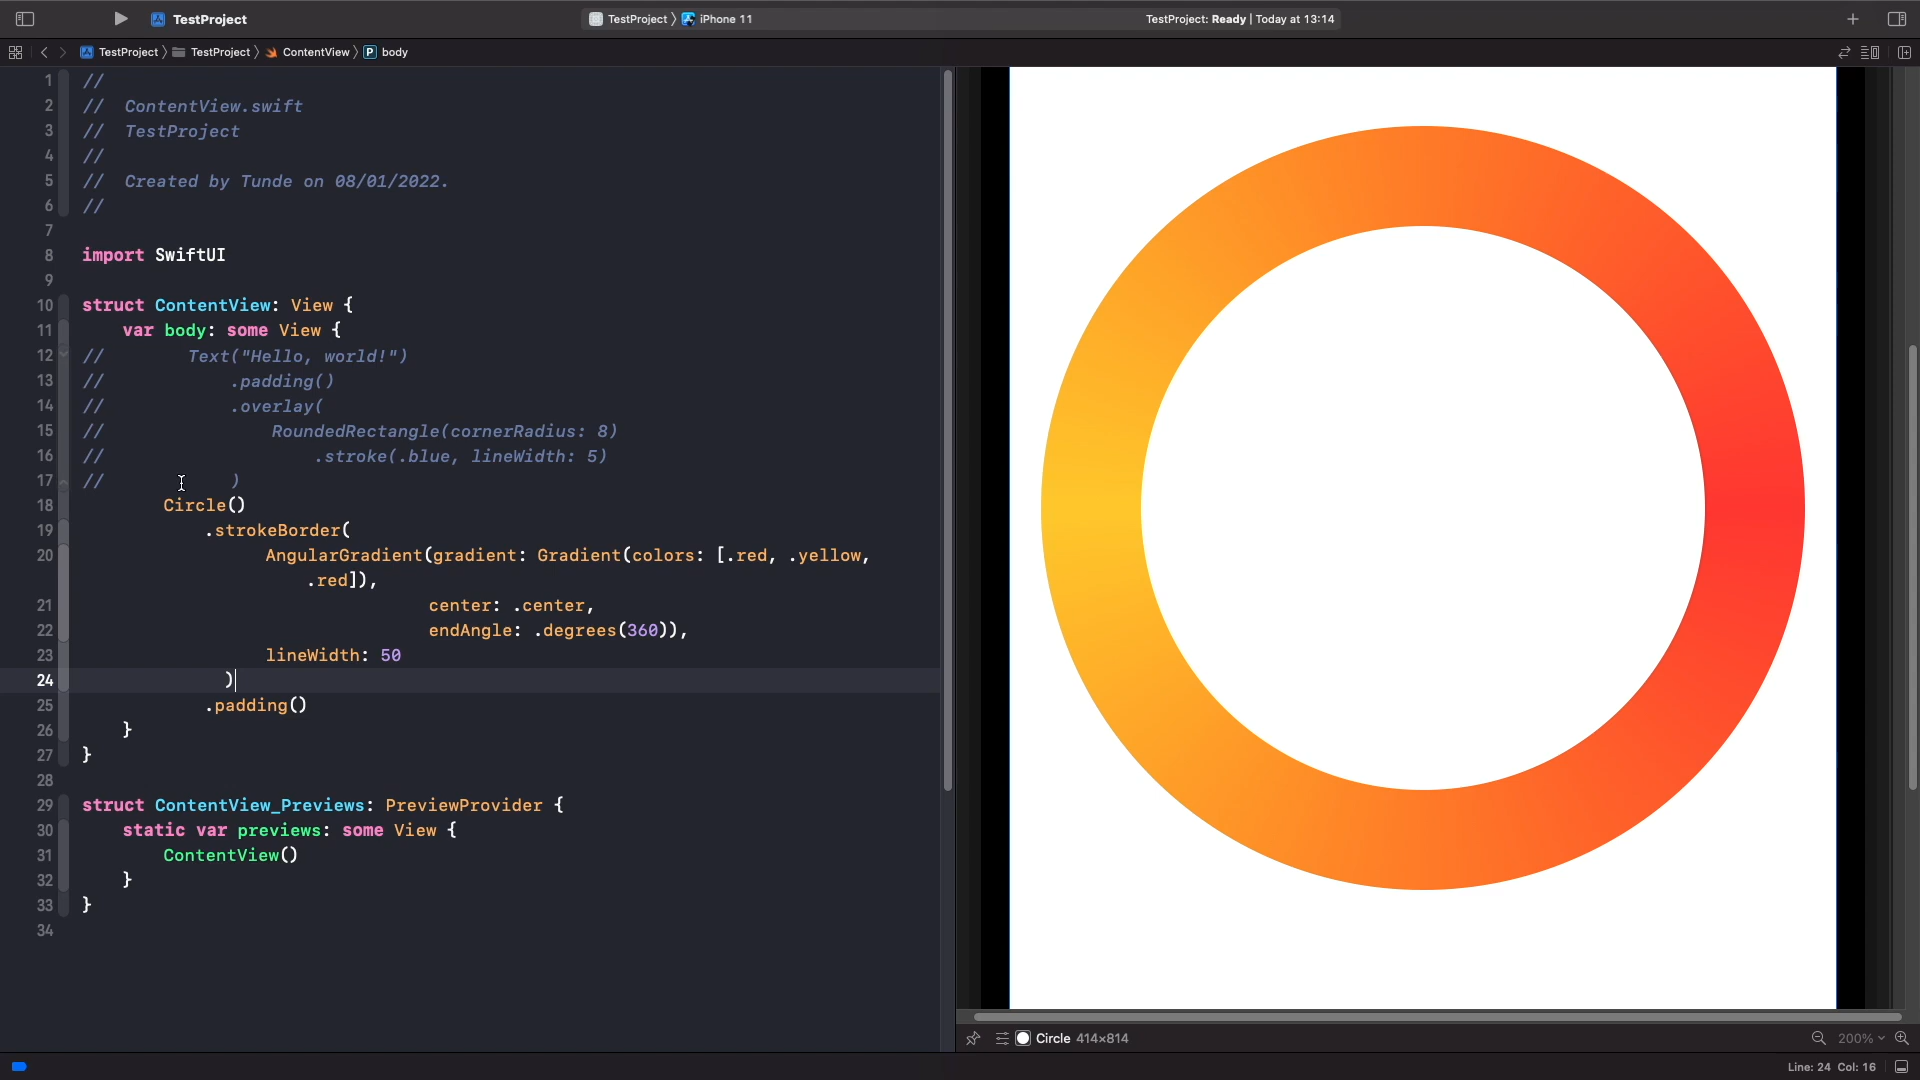 TestProject
TestProject 〉 iPhone 11
TestProject: Ready | Today at 13:14
TestProject 〉 TestProject 〉 ContentView 〉 P body
1 //
2 //  ContentView.swift
3 //  TestProject
4 //
5 //  Created by Tunde on 08/01/2022.
6 //
7
8 import SwiftUI
9
10 struct ContentView: View {
11     var body: some View {
12 //        Text("Hello, world!")
13 //            .padding()
14 //            .overlay(
15 //                RoundedRectangle(cornerRadius: 8)
16 //                    .stroke(.blue, lineWidth: 5)
17 //            )
18         Circle()
19             .strokeBorder(
20                   AngularGradient(gradient: Gradient(colors: [.red, .yellow,
                      .red]),
21                                   center: .center,
22                                   endAngle: .degrees(360)),
23                   lineWidth: 50
24               )
25             .padding()
26     }
27 }
28
29 struct ContentView_Previews: PreviewProvider {
30     static var previews: some View {
31         ContentView()
32     }
33 }
34
Circle 414×814
200%
Line: 24 Col: 16